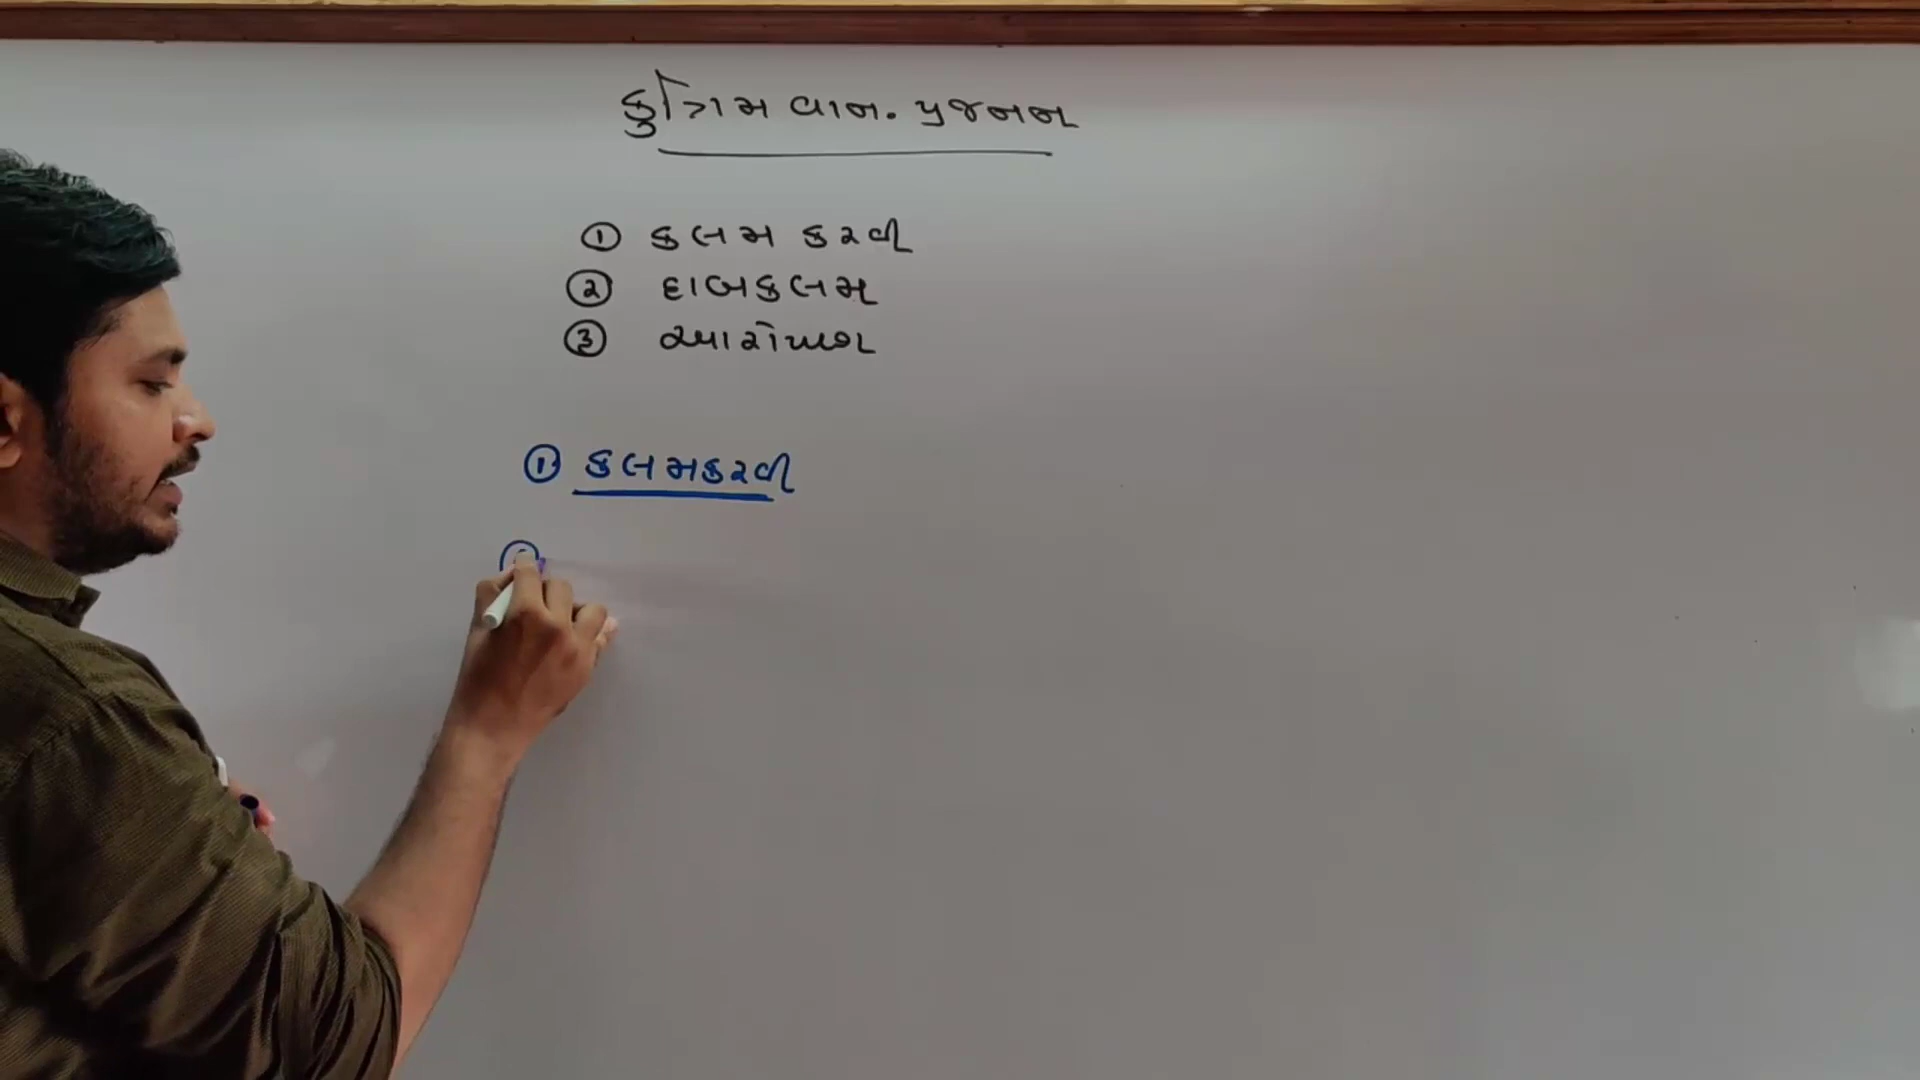 કૃત્રિમ વાન. પ્રજનન
① કલમ કરવી
② દાબકલમ
③ આરોપણ
① કલમકરવી